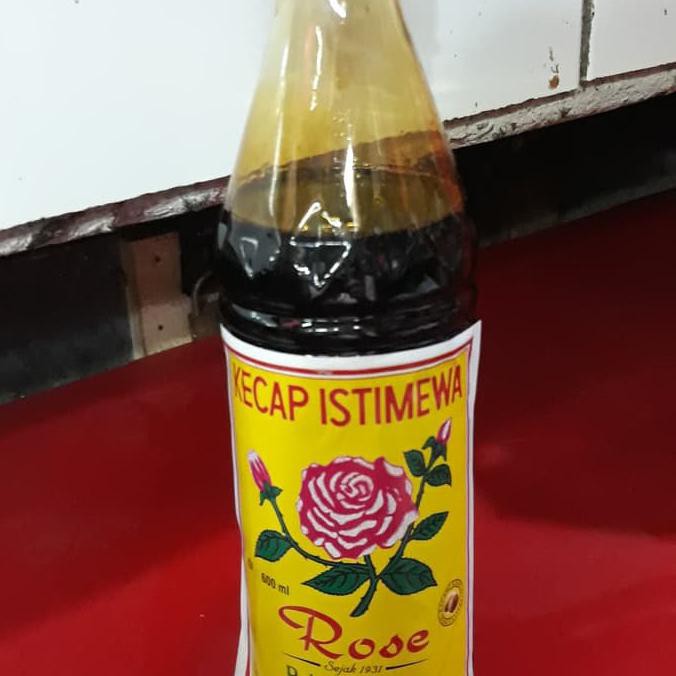 KECAP ISTIMEWA
600 ml
Rose
Sejak 1931